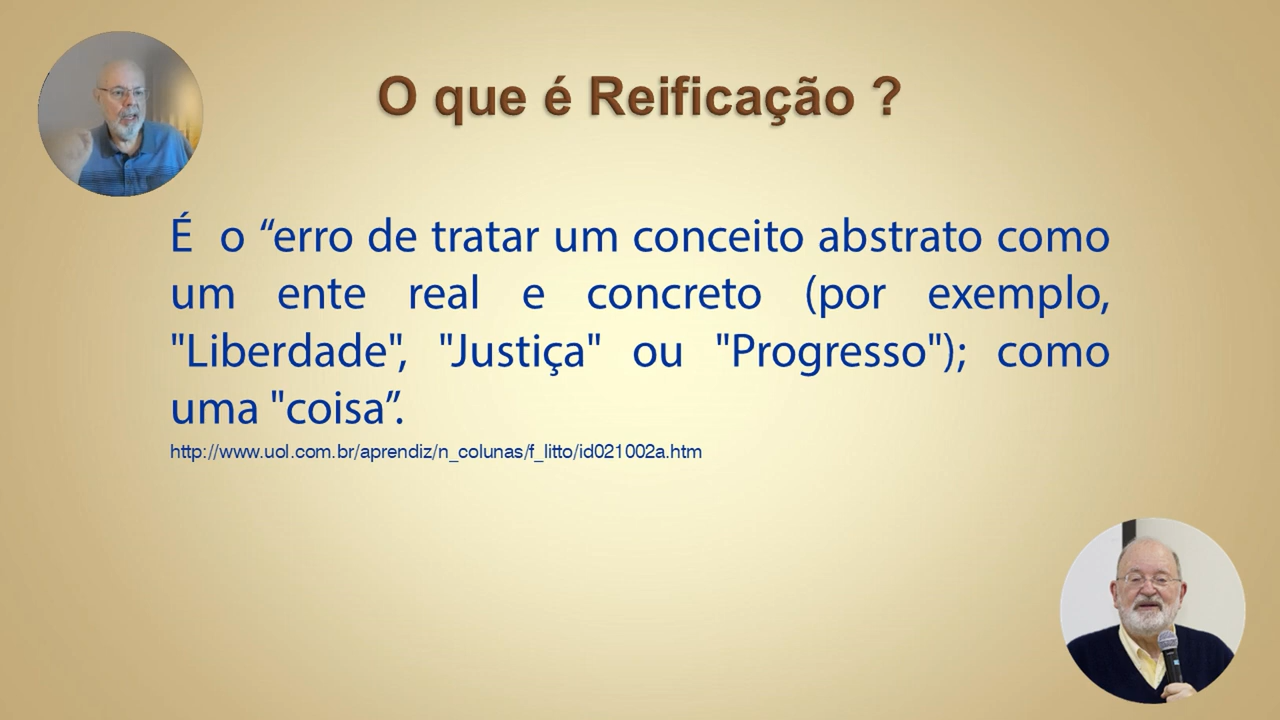 O que é Reificação ?
É o “erro de tratar um conceito abstrato como
um ente real e concreto (por exemplo,
"Liberdade", "Justiça" ou "Progresso"); como
uma "coisa”.
http://www.uol.com.br/aprendiz/n_colunas/f_litto/id021002a.htm